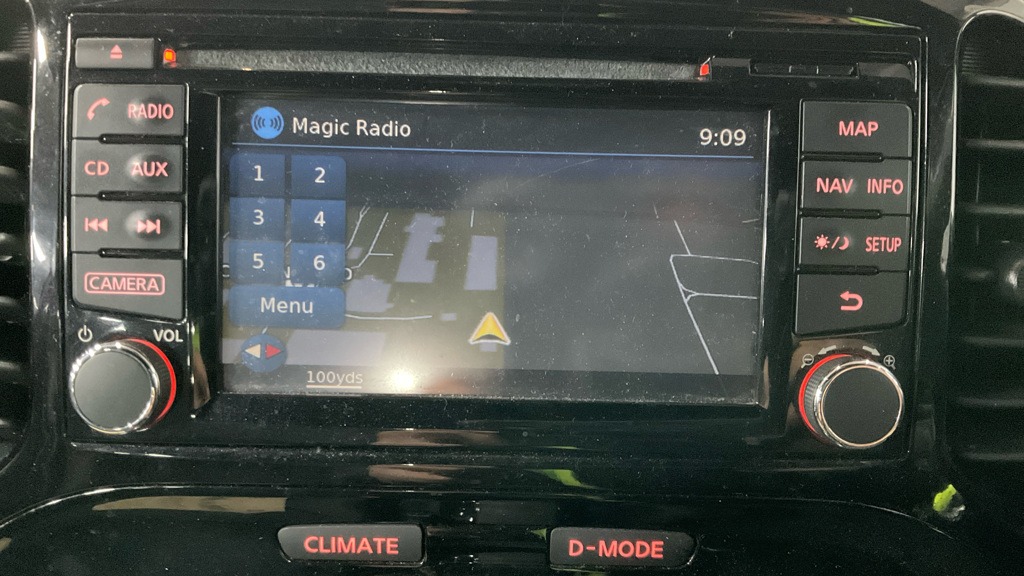 RADIO
CD AUX
CAMERA
VOL
Magic Radio 9:09
1 2
3 4
5 6
Menu
100yds
MAP
NAV INFO
SETUP
CLIMATE
D-MODE